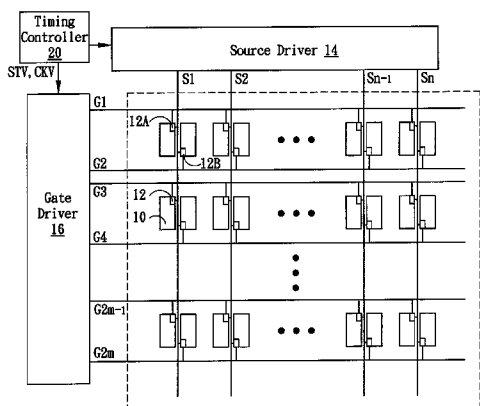 Timing
Controller
20
Source Driver 14
STV, CKV
S1
S2
Sn-1
Sn
G1
12A
12B
G2
G3
12
10
G4
Gate
Driver
16
G2m-1
G2m